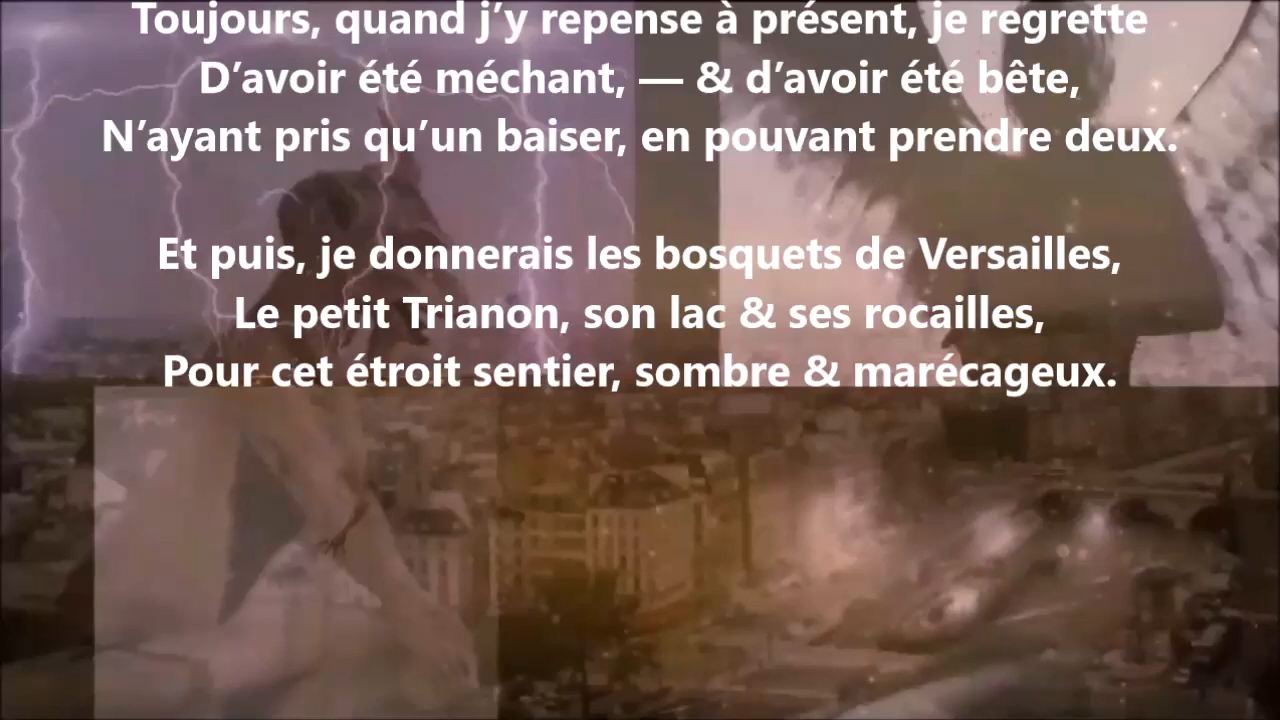 Toujours, quand j’y repense à présent, je regrette
D’avoir été méchant, — & d’avoir été bête,
N’ayant pris qu’un baiser, en pouvant prendre deux.
Et puis, je donnerais les bosquets de Versailles,
Le petit Trianon, son lac & ses rocailles,
Pour cet étroit sentier, sombre & marécageux.